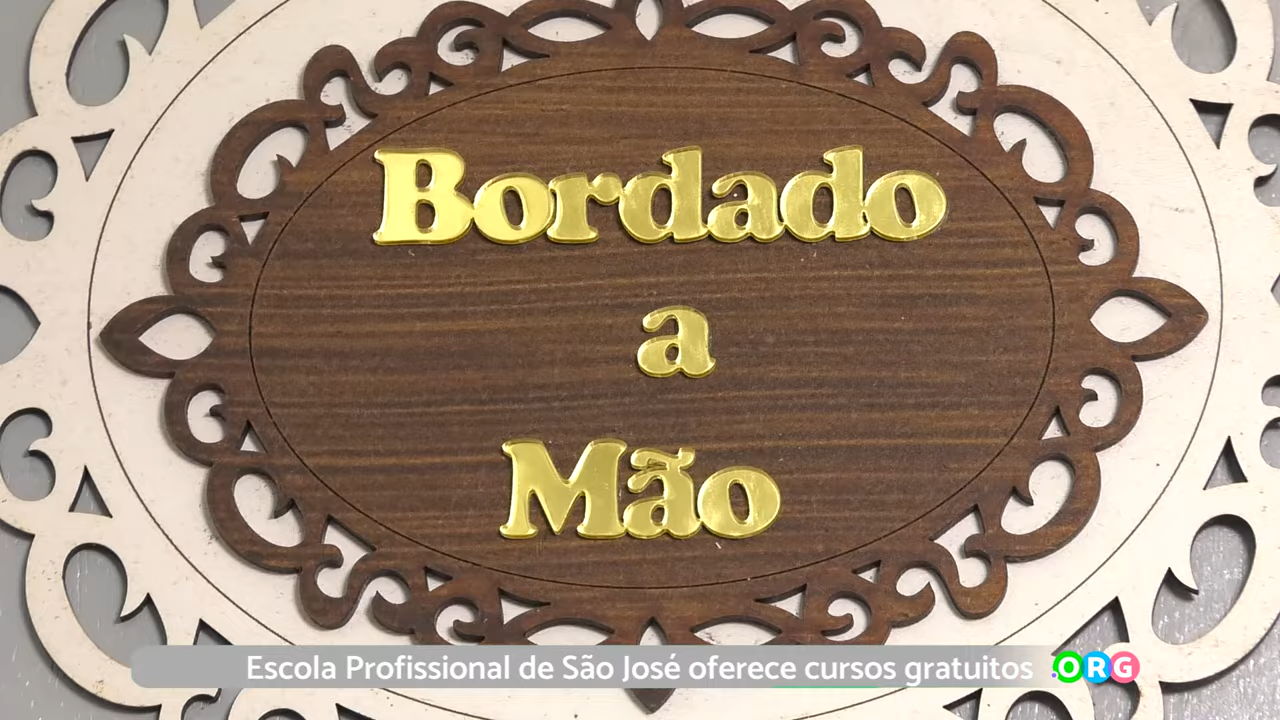 Bordado
a
Mão
Escola Profissional de São José oferece cursos gratuitos .ORG